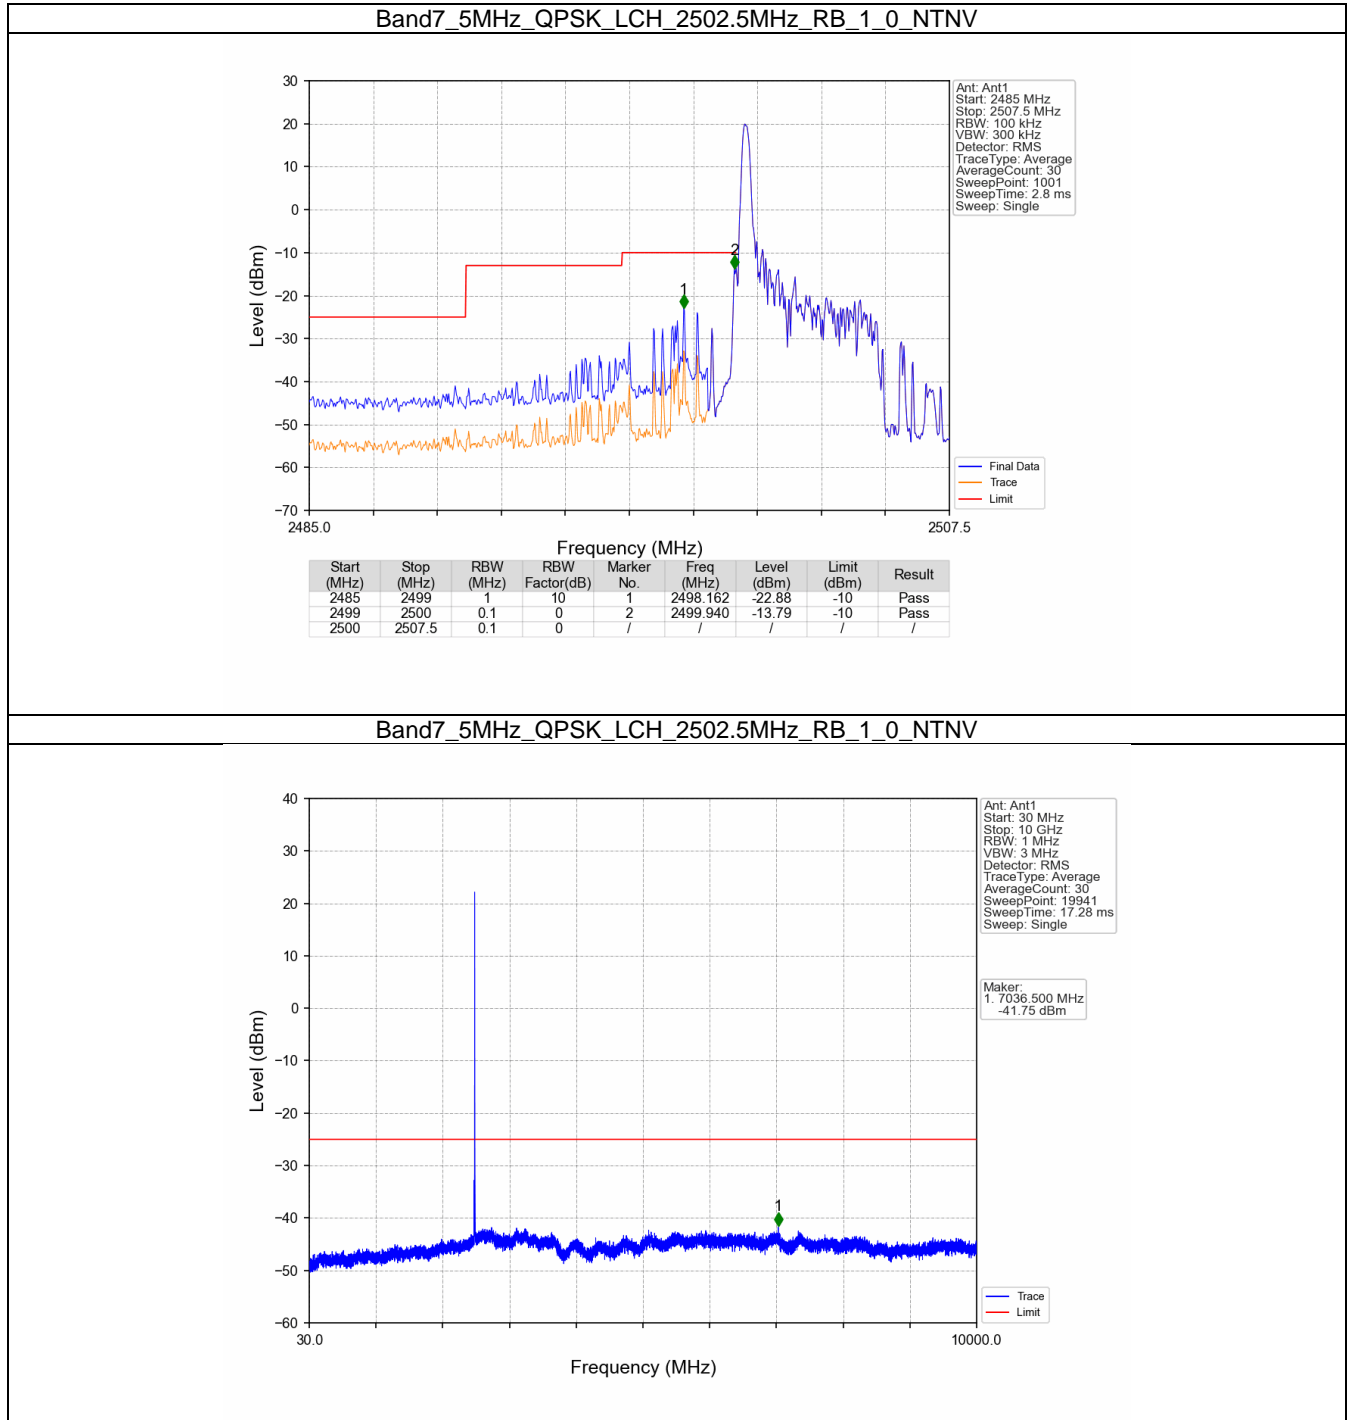 Band7_5MHz_QPSK_LCH_2502.5MHz_RB_1_0_NTNV
30
20
10
0
−10
−20
−30
−40
−50
−60
−70
Level (dBm)
2485.0
2507.5
Frequency (MHz)
1
2
Ant: Ant1
Start: 2485 MHz
Stop: 2507.5 MHz
RBW: 100 kHz
VBW: 300 kHz
Detector: RMS
TraceType: Average
AverageCount: 30
SweepPoint: 1001
SweepTime: 2.8 ms
Sweep: Single
Final Data
Trace
Limit
Start (MHz) Stop (MHz) RBW (MHz) RBW Factor(dB) Marker No. Freq (MHz) Level (dBm) Limit (dBm) Result
2485 2499 1 10 1 2498.162 -22.88 -10 Pass
2499 2500 0.1 0 2 2499.940 -13.79 -10 Pass
2500 2507.5 0.1 0 / / / / /
Band7_5MHz_QPSK_LCH_2502.5MHz_RB_1_0_NTNV
40
30
20
10
0
−10
−20
−30
−40
−50
−60
Level (dBm)
30.0
10000.0
Frequency (MHz)
1
Ant: Ant1
Start: 30 MHz
Stop: 10 GHz
RBW: 1 MHz
VBW: 3 MHz
Detector: RMS
TraceType: Average
AverageCount: 30
SweepPoint: 19941
SweepTime: 17.28 ms
Sweep: Single
Maker:
1. 7036.500 MHz
-41.75 dBm
Trace
Limit